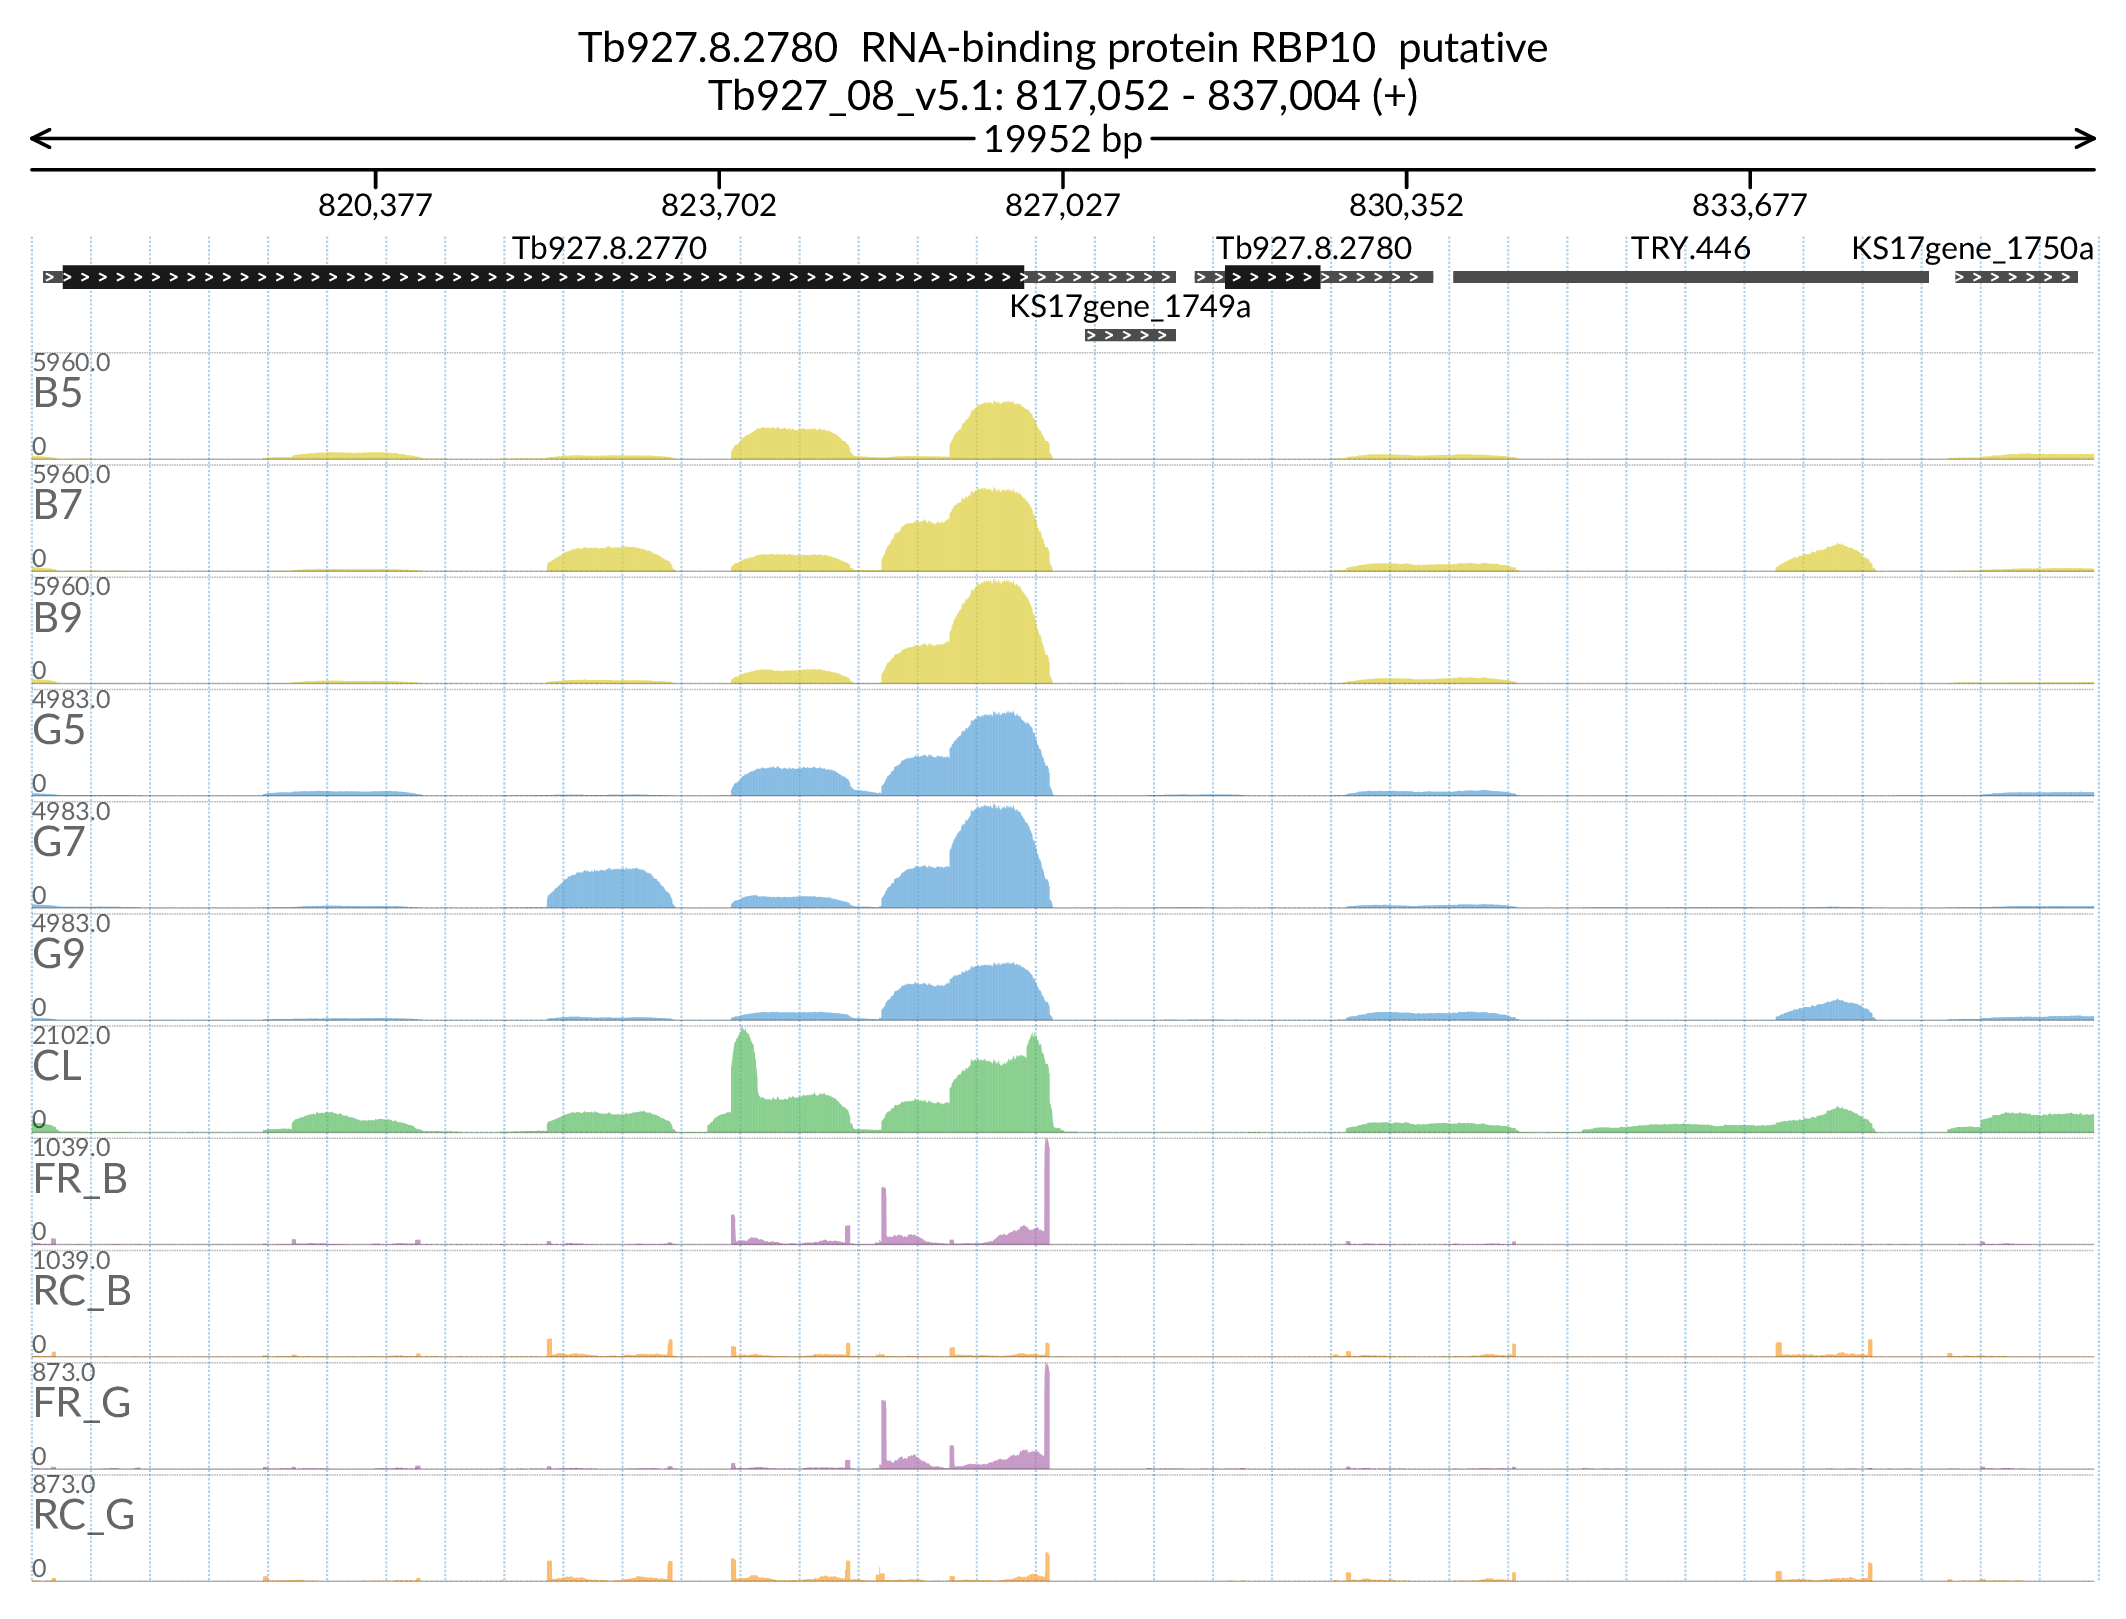 Tb927.8.2780  RNA-binding protein RBP10  putative
Tb927_08_v5.1: 817,052 - 837,004 (+)
19952 bp
820,377 823,702 827,027 830,352 833,677
Tb927.8.2770 Tb927.8.2780 TRY.446 KS17gene_1750a
KS17gene_1749a
5960.0
B5
0
5960.0
B7
0
5960.0
B9
0
4983.0
G5
0
4983.0
G7
0
4983.0
G9
0
2102.0
CL
0
1039.0
FR_B
0
1039.0
RC_B
0
873.0
FR_G
0
873.0
RC_G
0